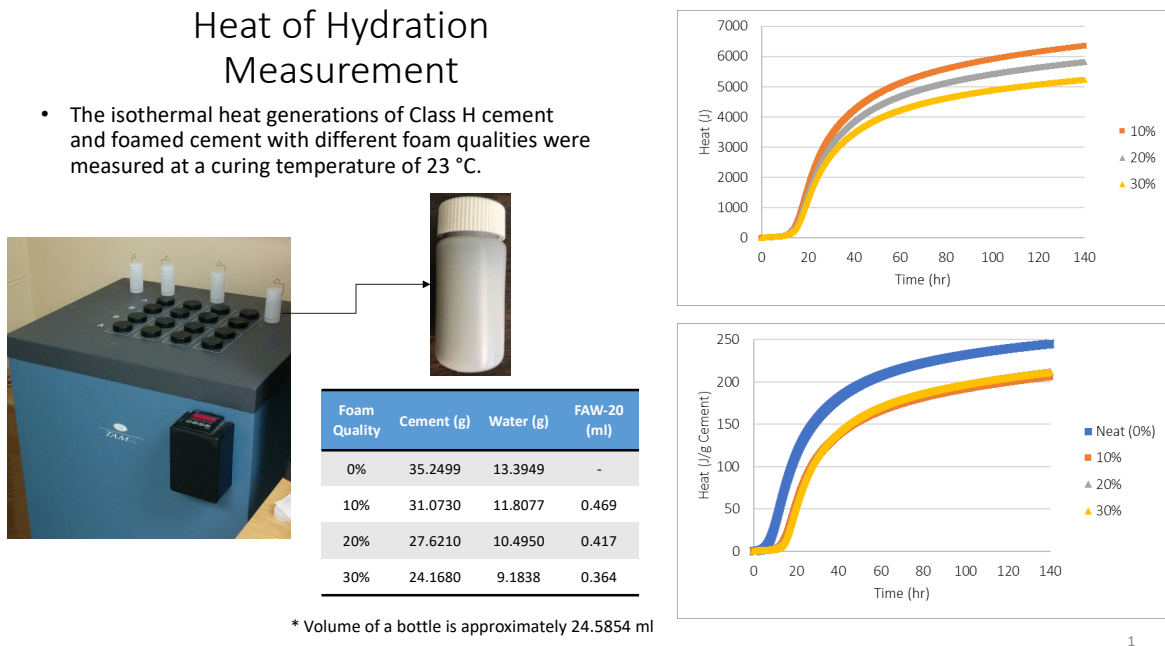 Heat of Hydration
Measurement
• The isothermal heat generations of Class H cement
and foamed cement with different foam qualities were
measured at a curing temperature of 23 °C.
TAM
Foam
Quality
Cement (g)
Water (g)
FAW-20
(ml)
0% 35.2499 13.3949 -
10% 31.0730 11.8077 0.469
20% 27.6210 10.4950 0.417
30% 24.1680 9.1838 0.364
* Volume of a bottle is approximately 24.5854 ml
7000
6000
5000
4000
3000
2000
1000
0
Heat (J)
0 20 40 60 80 100 120 140
Time (hr)
10%
20%
30%
250
200
150
100
50
0
Heat (J/g Cement)
0 20 40 60 80 100 120 140
Time (hr)
Neat (0%)
10%
20%
30%
1